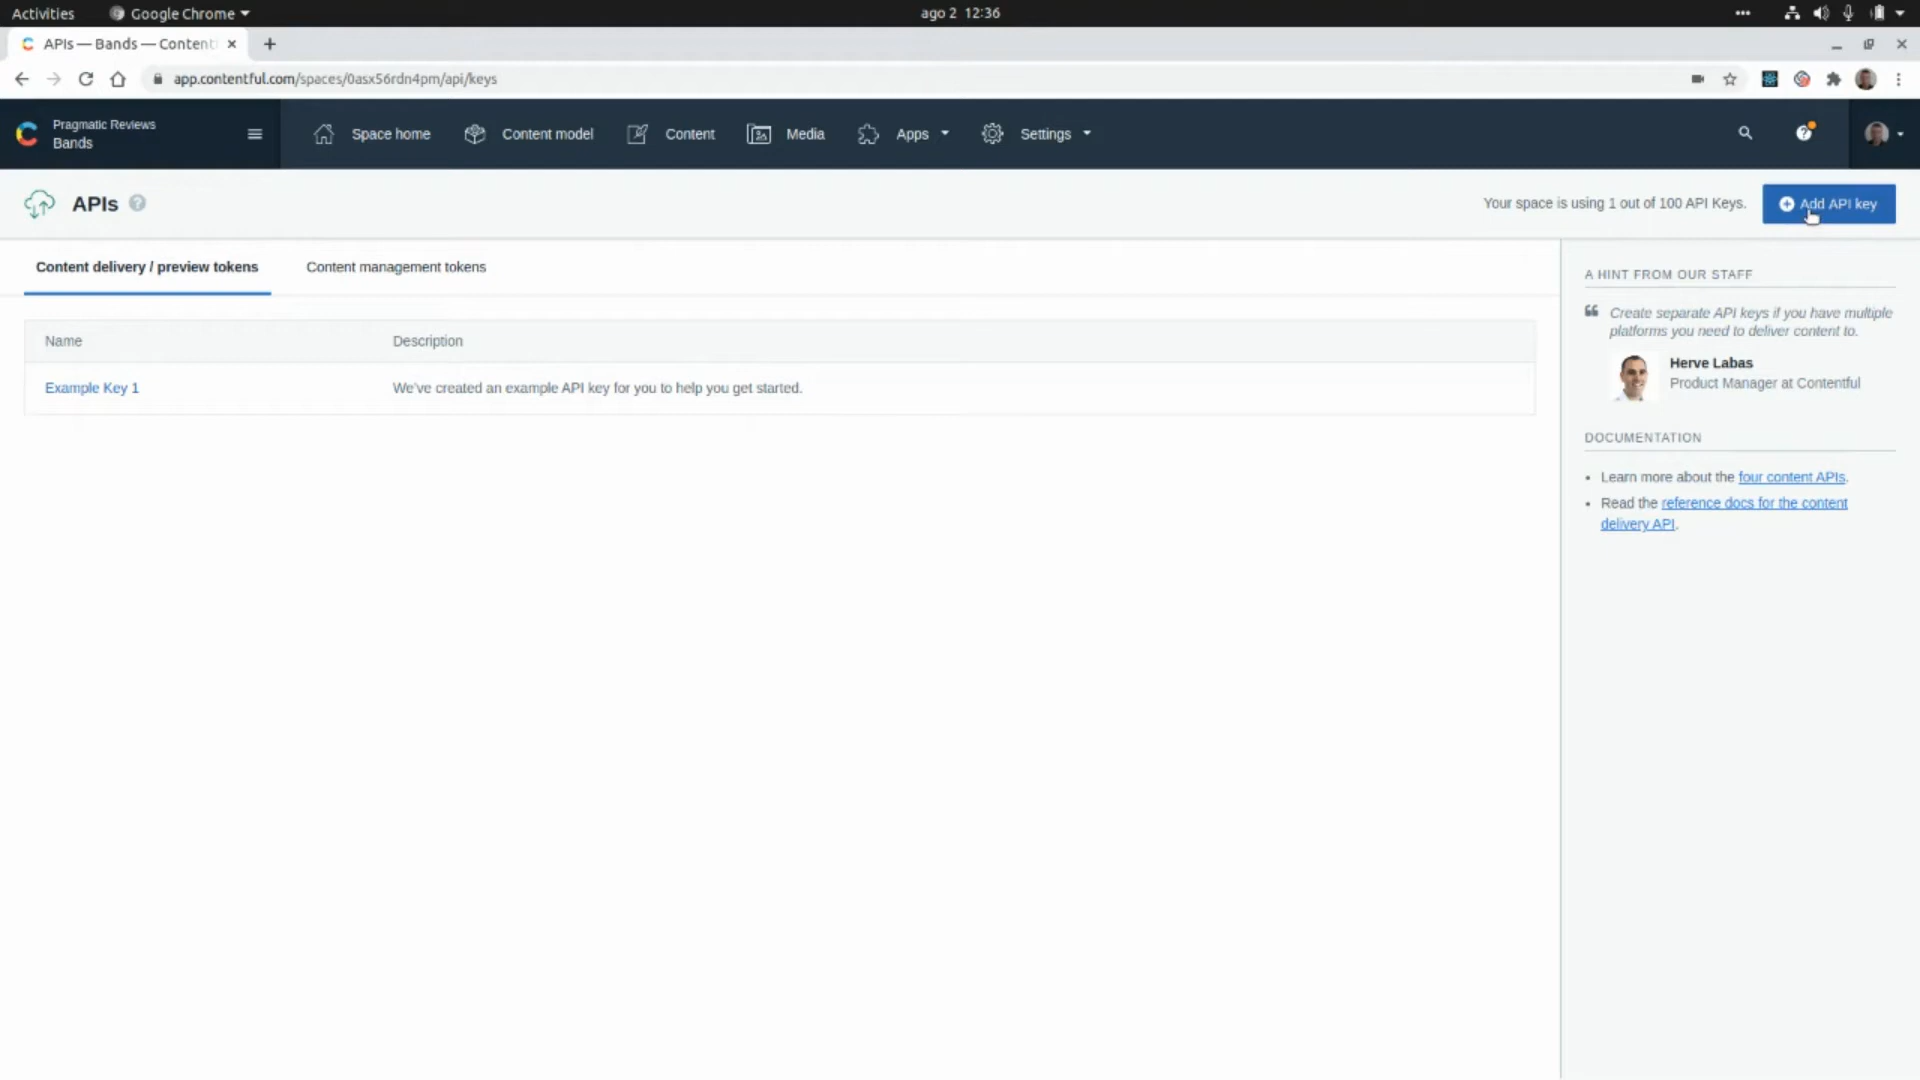 Activities
Google Chrome
ago 2 12:36
APIs — Bands — Content
app.contentful.com/spaces/0asx56rdn4pm/api/keys
Pragmatic Reviews
Bands
Space home
Content model
Content
Media
Apps
Settings
APIs
Your space is using 1 out of 100 API Keys.
Add API key
Content delivery / preview tokens
Content management tokens
Name
Description
Example Key 1
We've created an example API key for you to help you get started.
A HINT FROM OUR STAFF
Create separate API keys if you have multiple
platforms you need to deliver content to.
Herve Labas
Product Manager at Contentful
DOCUMENTATION
Learn more about the four content APIs.
Read the reference docs for the content
delivery API.